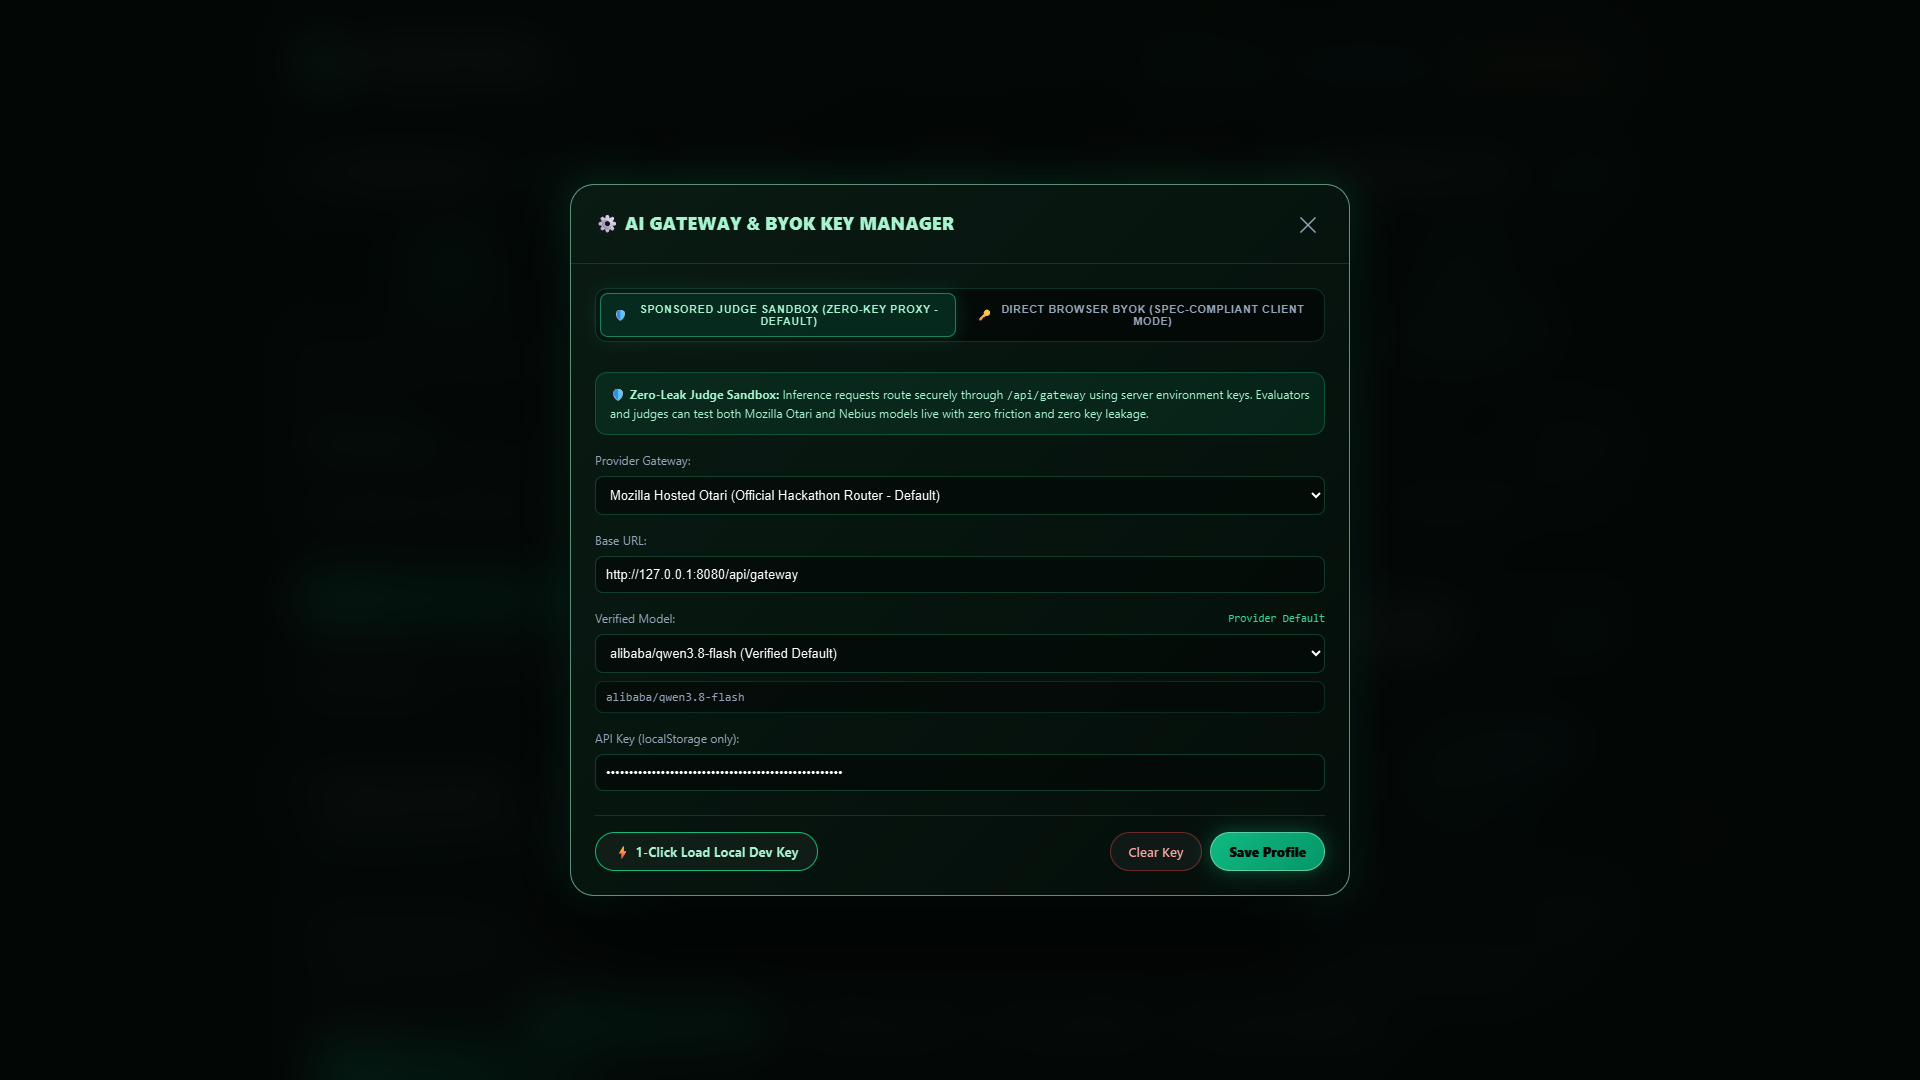 AI GATEWAY & BYOK KEY MANAGER
SPONSORED JUDGE SANDBOX (ZERO-KEY PROXY -
DEFAULT)
DIRECT BROWSER BYOK (SPEC-COMPLIANT CLIENT
MODE)
Zero-Leak Judge Sandbox: Inference requests route securely through /api/gateway using server environment keys. Evaluators
and judges can test both Mozilla Otari and Nebius models live with zero friction and zero key leakage.
Provider Gateway:
Mozilla Hosted Otari (Official Hackathon Router - Default)
Base URL:
http://127.0.0.1:8080/api/gateway
Verified Model:
Provider Default
alibaba/qwen3.8-flash (Verified Default)
alibaba/qwen3.8-flash
API Key (localStorage only):
1-Click Load Local Dev Key
Clear Key
Save Profile